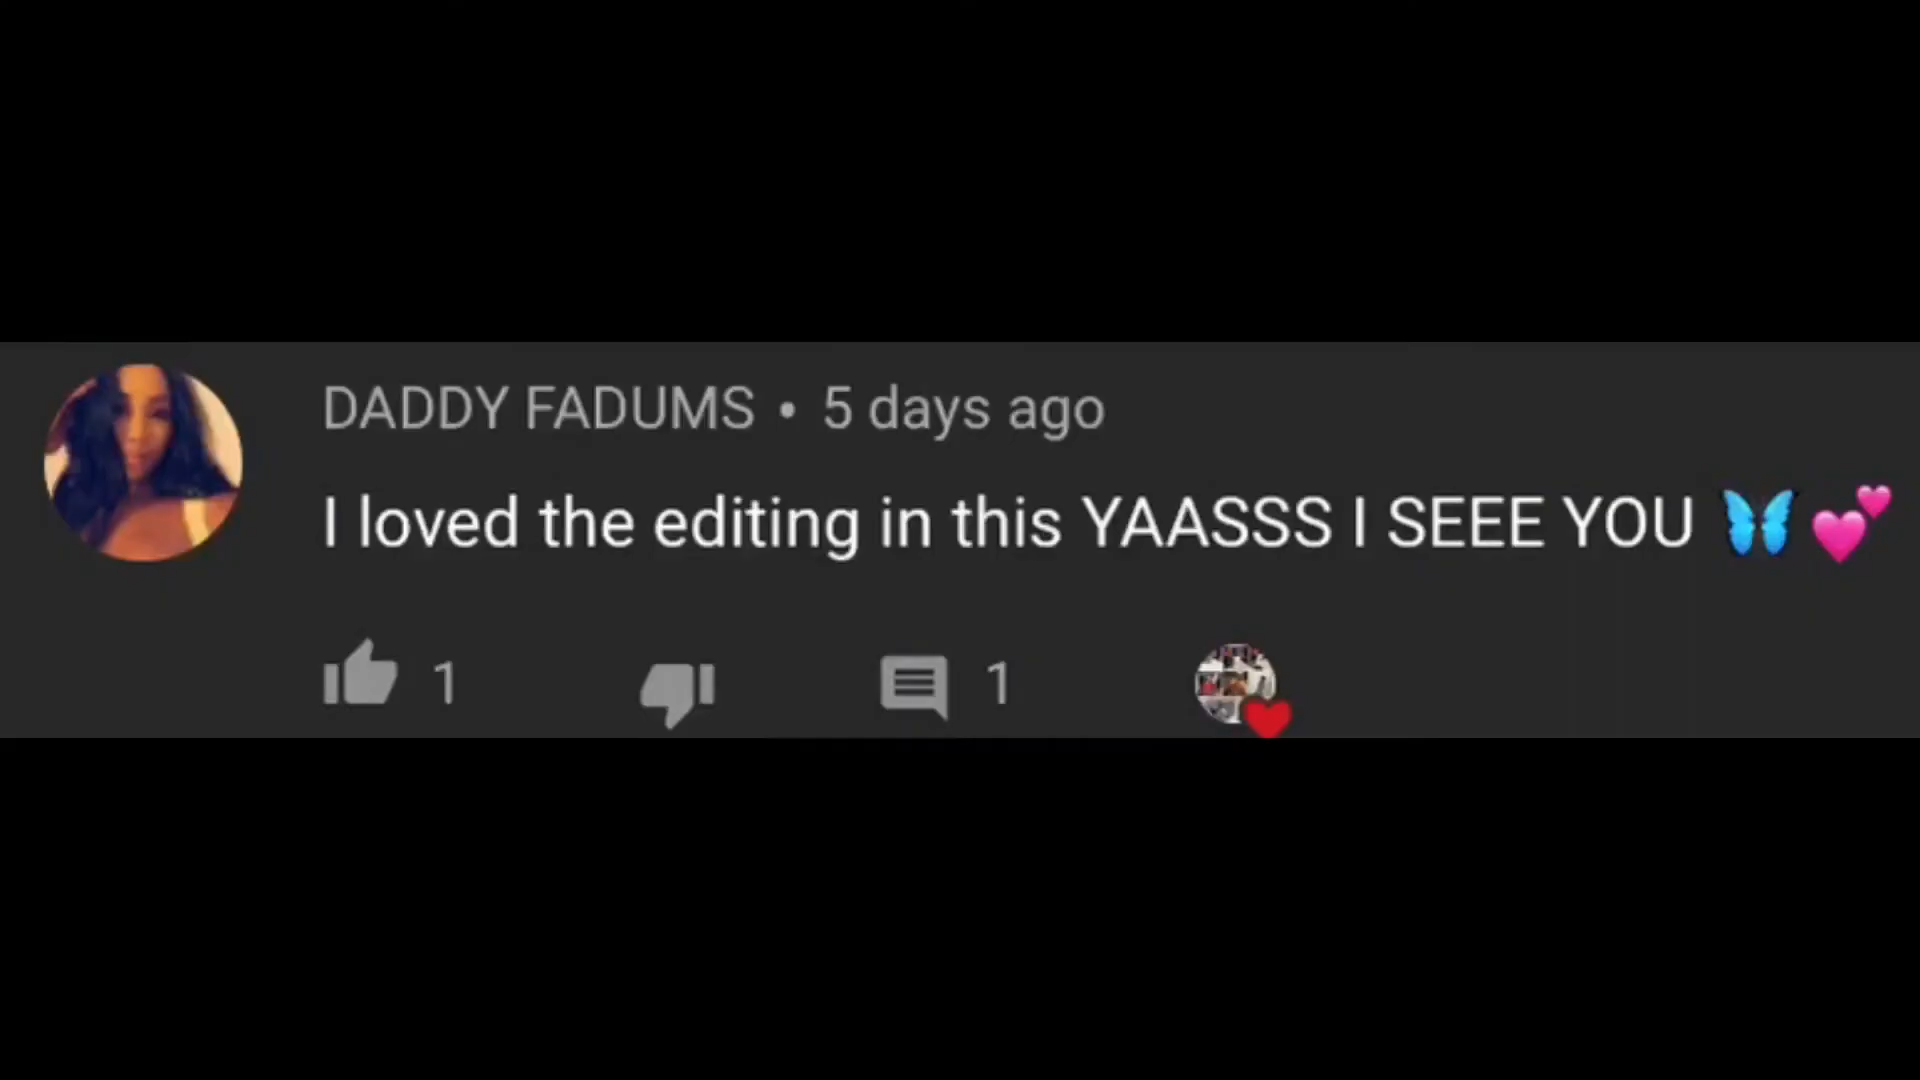 DADDY FADUMS • 5 days ago
I loved the editing in this YAASSS I SEEE YOU 🦋💕
1 1